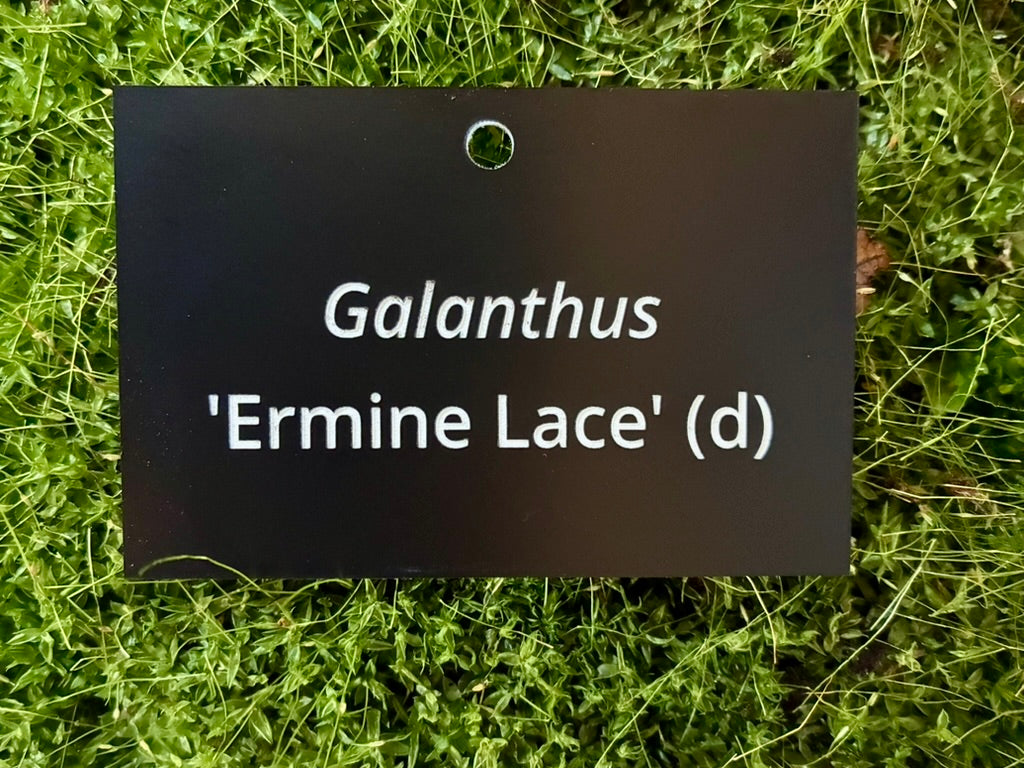 Galanthus
'Ermine Lace' (d)